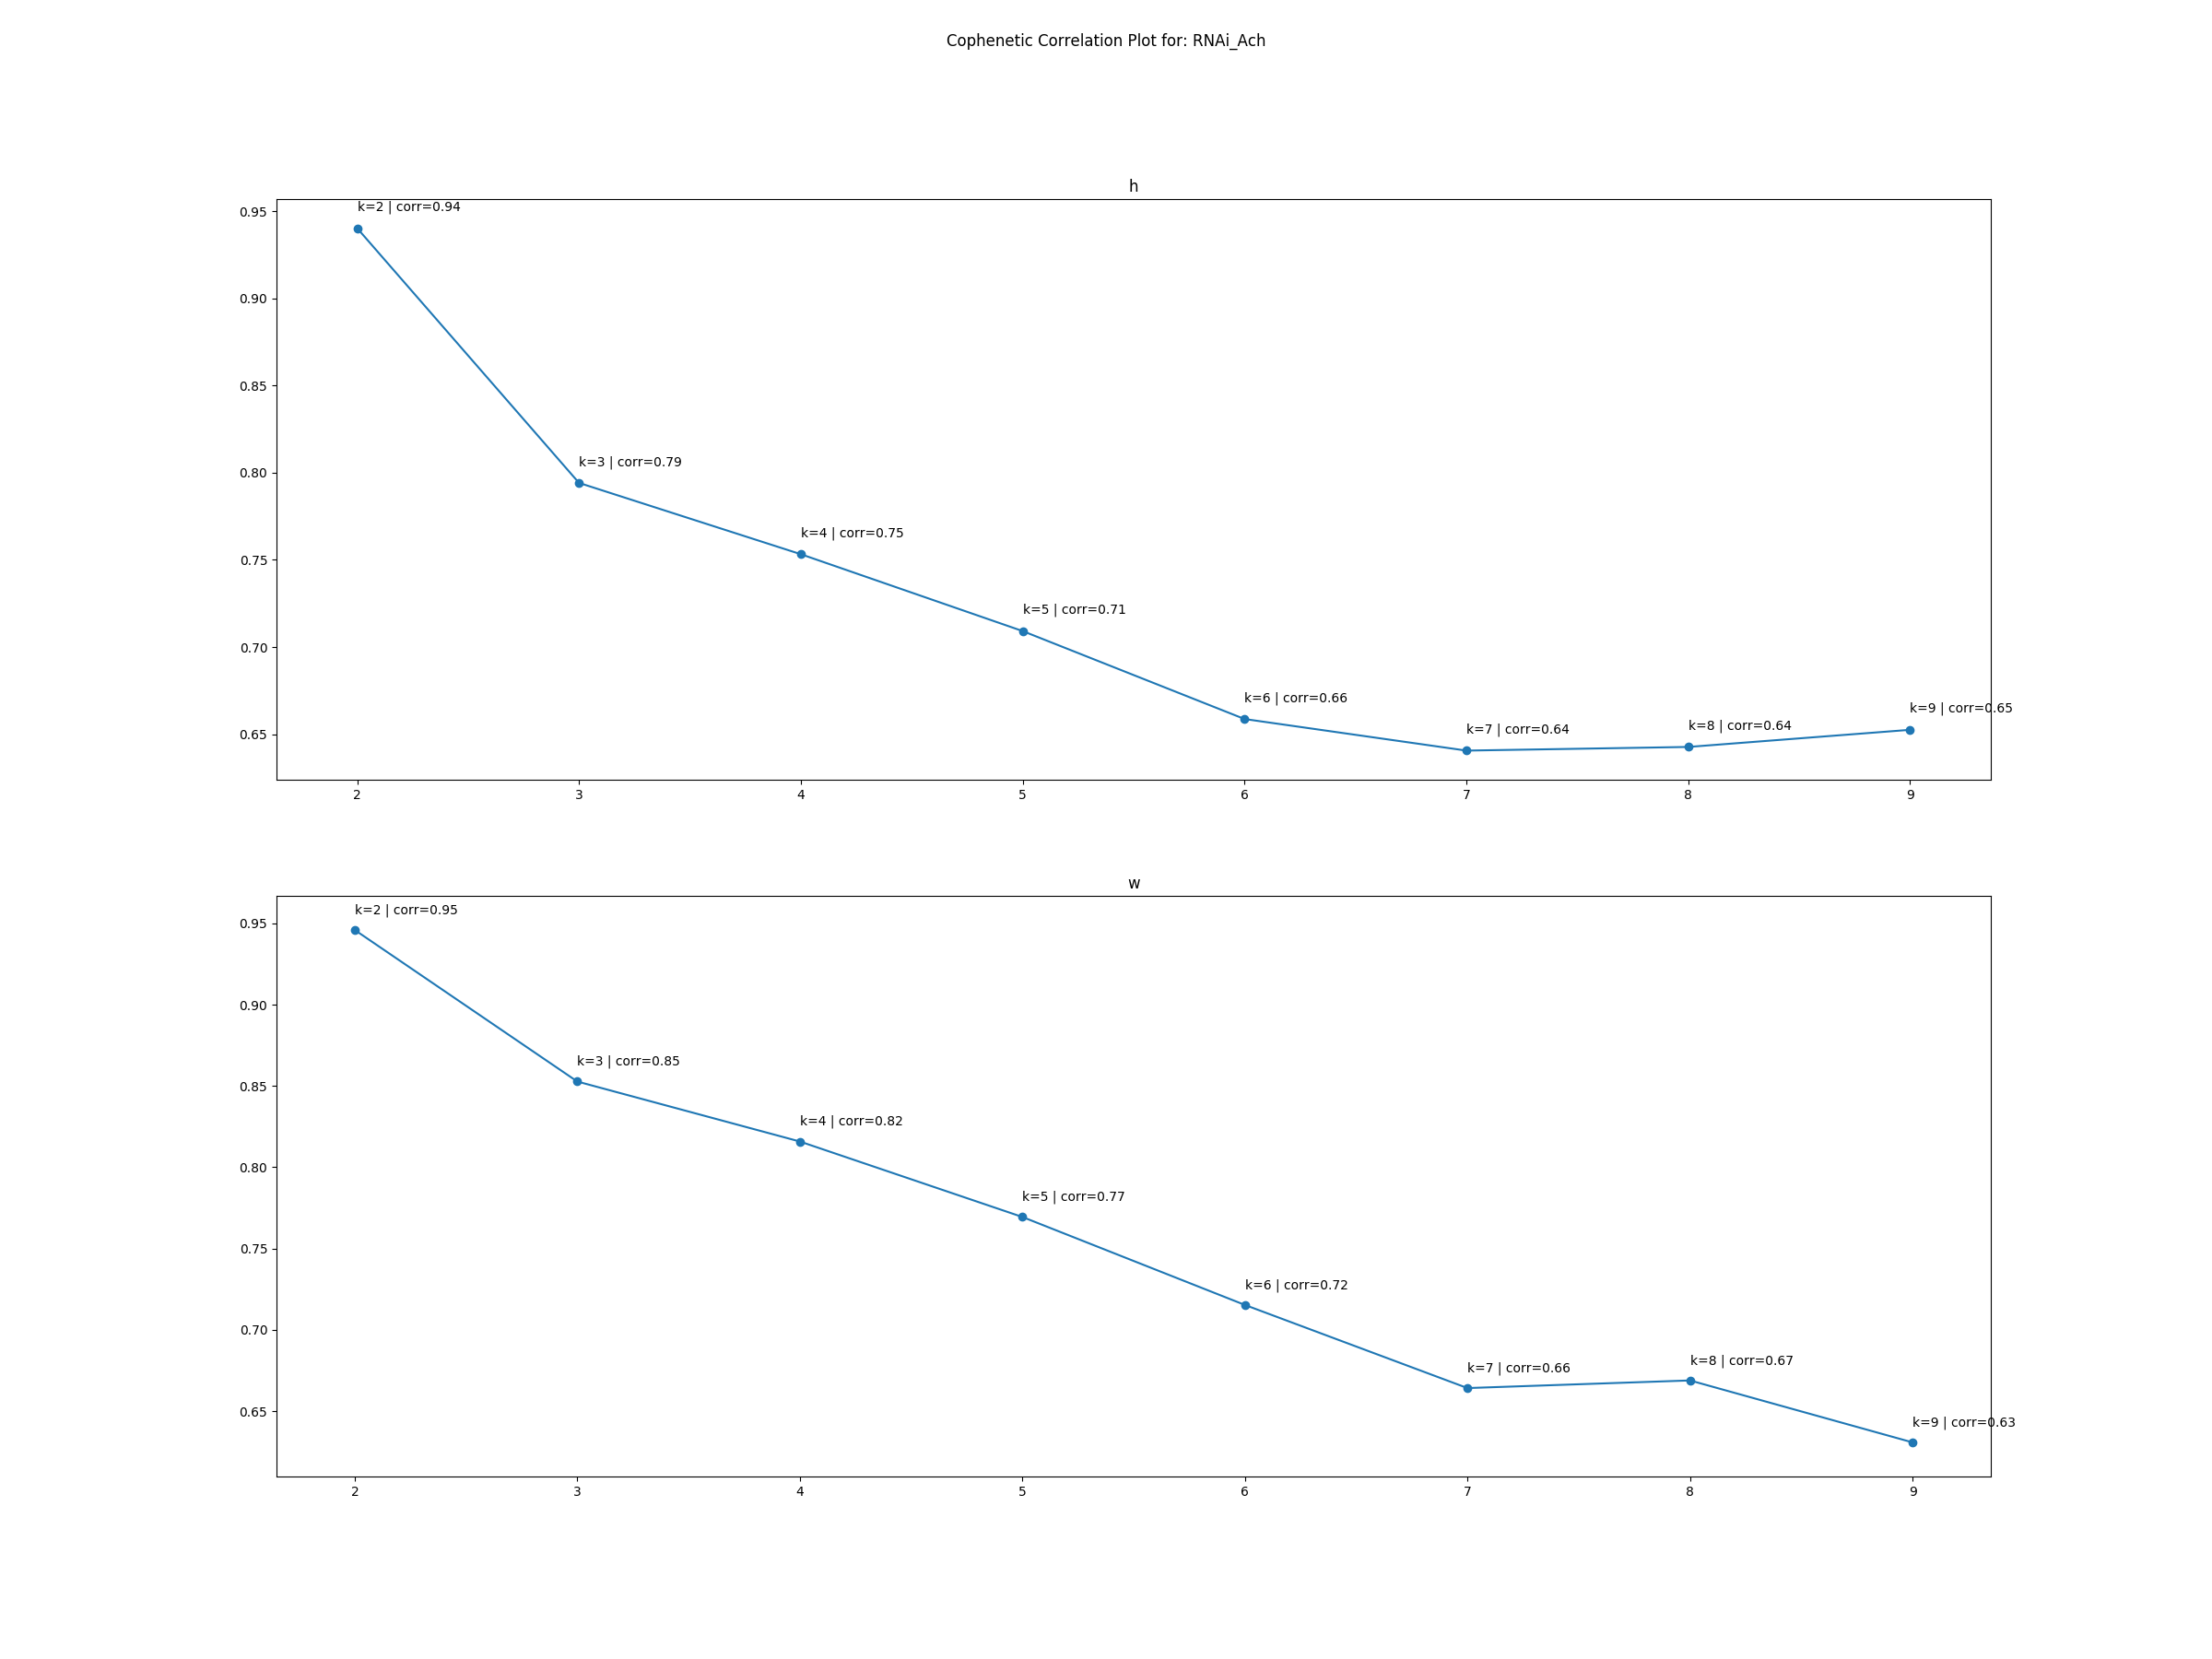 Cophenetic Correlation Plot for: RNAi_Ach
h
0.95
0.90
0.85
0.80
0.75
0.70
0.65
k=2 | corr=0.94
k=3 | corr=0.79
k=4 | corr=0.75
k=5 | corr=0.71
k=6 | corr=0.66
k=7 | corr=0.64
k=8 | corr=0.64
k=9 | corr=0.65
2 3 4 5 6 7 8 9
w
0.95
0.90
0.85
0.80
0.75
0.70
0.65
k=2 | corr=0.95
k=3 | corr=0.85
k=4 | corr=0.82
k=5 | corr=0.77
k=6 | corr=0.72
k=7 | corr=0.66
k=8 | corr=0.67
k=9 | corr=0.63
2 3 4 5 6 7 8 9